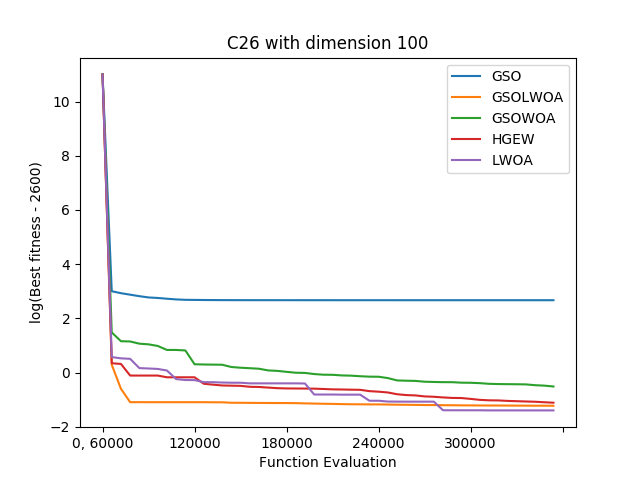 C26 with dimension 100
log(Best fitness - 2600)
10
8
6
4
2
0
−2
GSO
GSOLWOA
GSOWOA
HGEW
LWOA
0, 60000 120000 180000 240000 300000
Function Evaluation